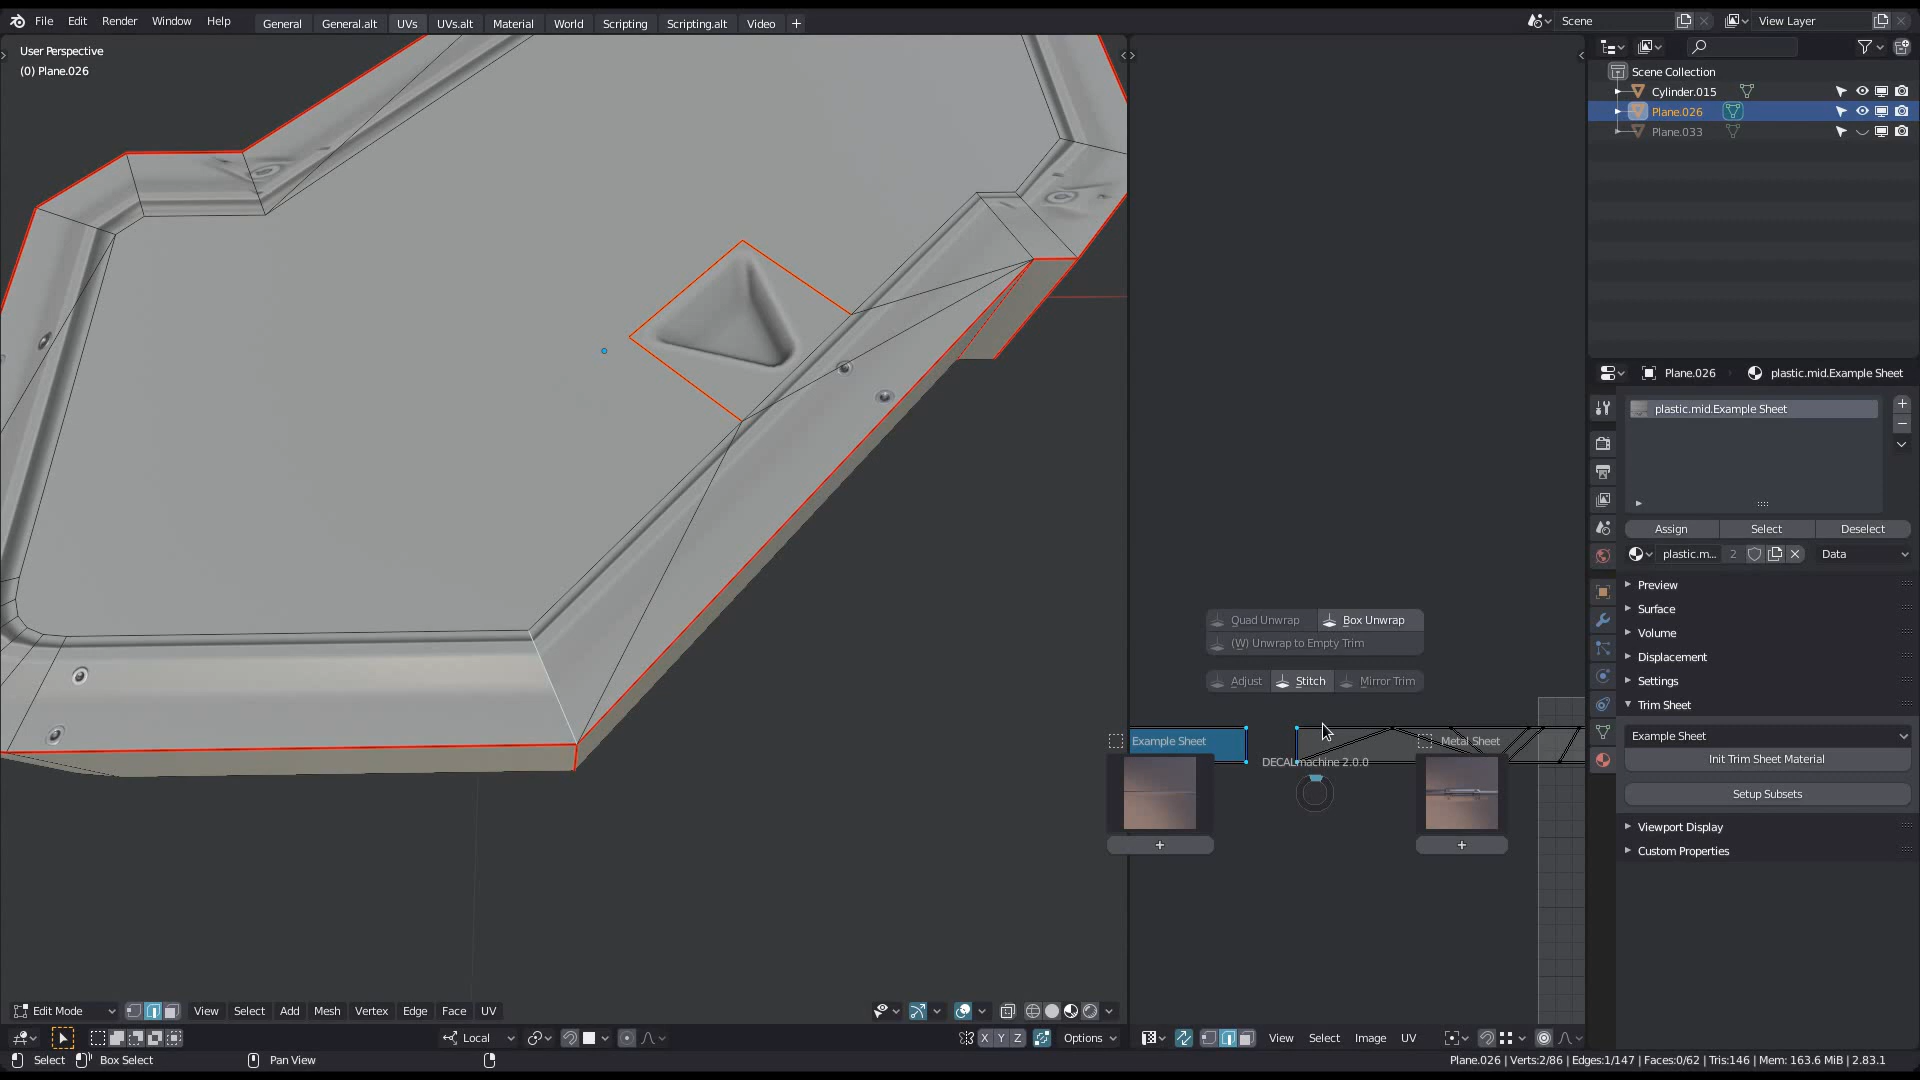 File Edit Render Window Help General General.alt UVs UVs.alt Material World Scripting Scripting.alt Video + Scene View Layer
User Perspective
(0) Plane.026
Scene Collection
Cylinder.015
Plane.026
Plane.033
Plane.026 plastic.mid.Example Sheet
plastic.mid.Example Sheet
Assign Select Deselect
plastic.m... 2 Data
Preview
Surface
Volume
Displacement
Settings
Trim Sheet
Example Sheet
Init Trim Sheet Material
Setup Subsets
Viewport Display
Custom Properties
Quad Unwrap Box Unwrap
(W) Unwrap to Empty Trim
Adjust Stitch Mirror Trim
Example Sheet Metal Sheet
DECALmachine 2.0.0
+ +
Edit Mode View Select Add Mesh Vertex Edge Face UV
Local X Y Z Options View Select Image UV
Select Box Select Pan View Plane.026 | Verts:2/86 | Edges:1/147 | Faces:0/62 | Tris:146 | Mem: 163.6 MiB | 2.83.1